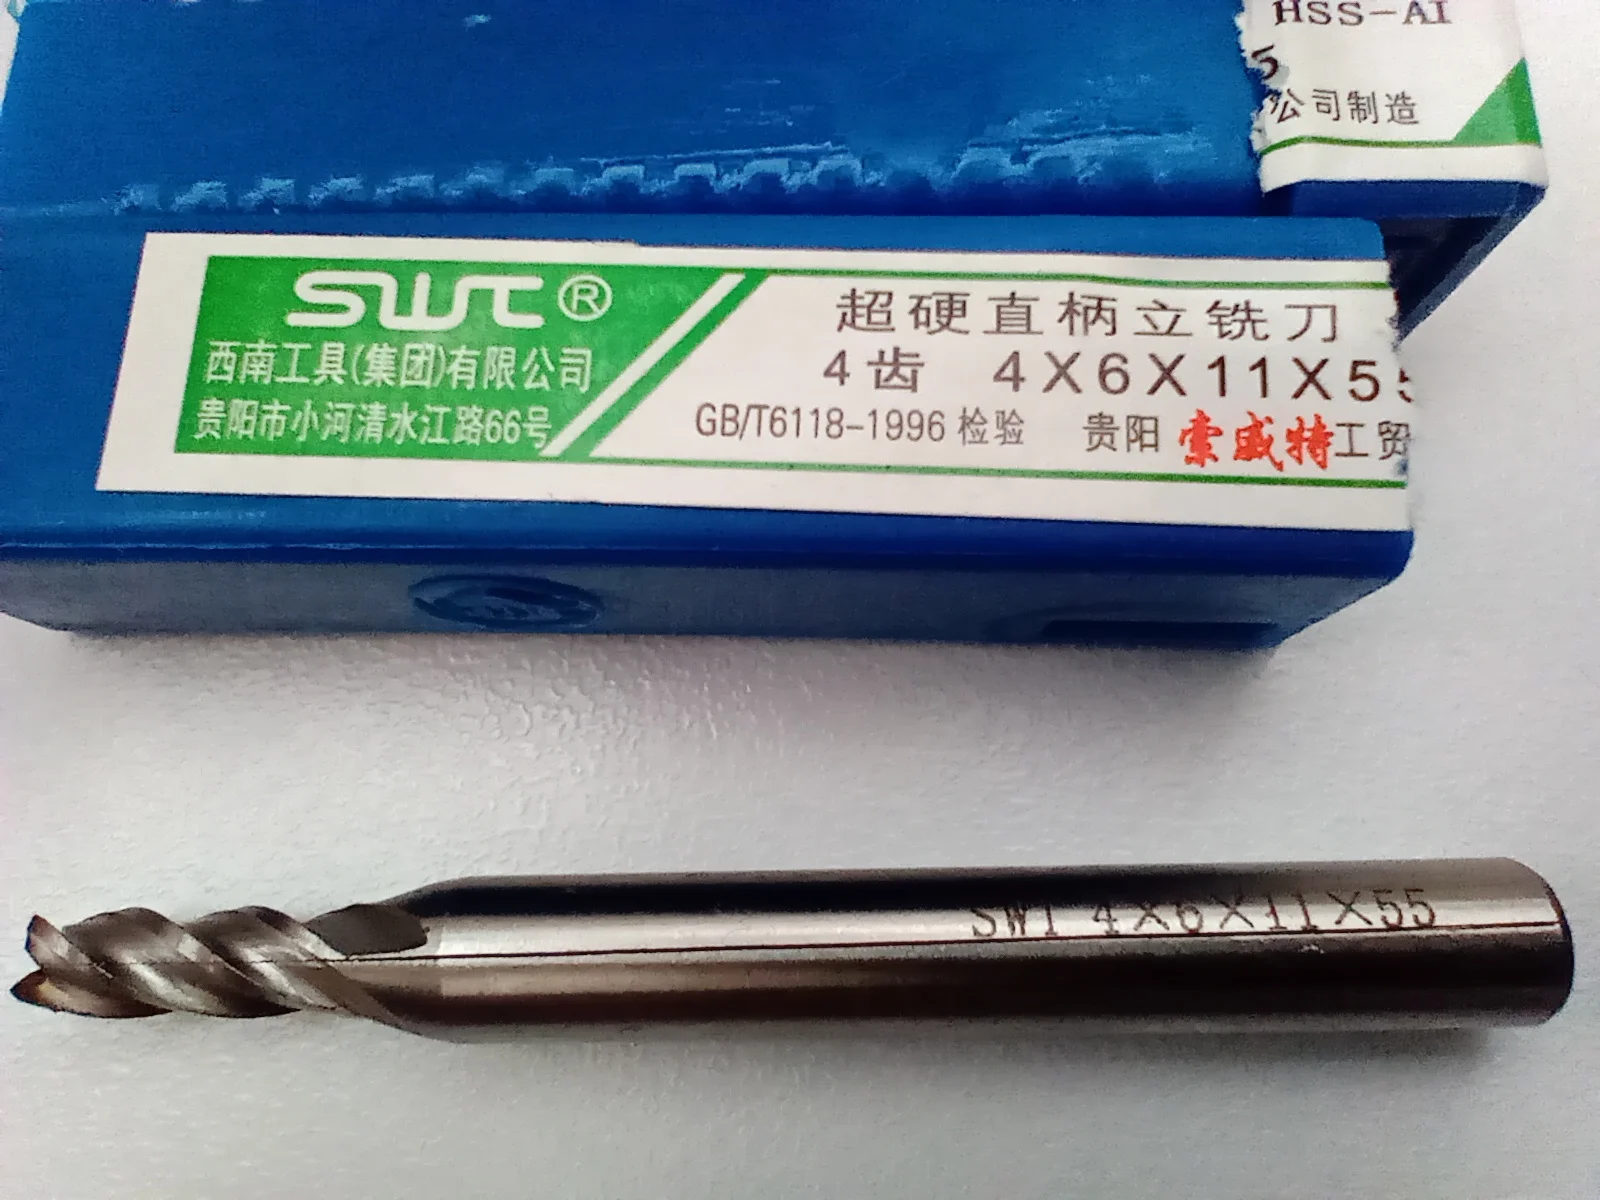 HSS-AI
5
公司制造
SWT®
西南工具(集团)有限公司
贵阳市小河清水江路66号
超硬直柄立铣刀
4齿 4X6X11X55
GB/T6118-1996 检验 贵阳 索威特工贸
SWT 4X6X11X55